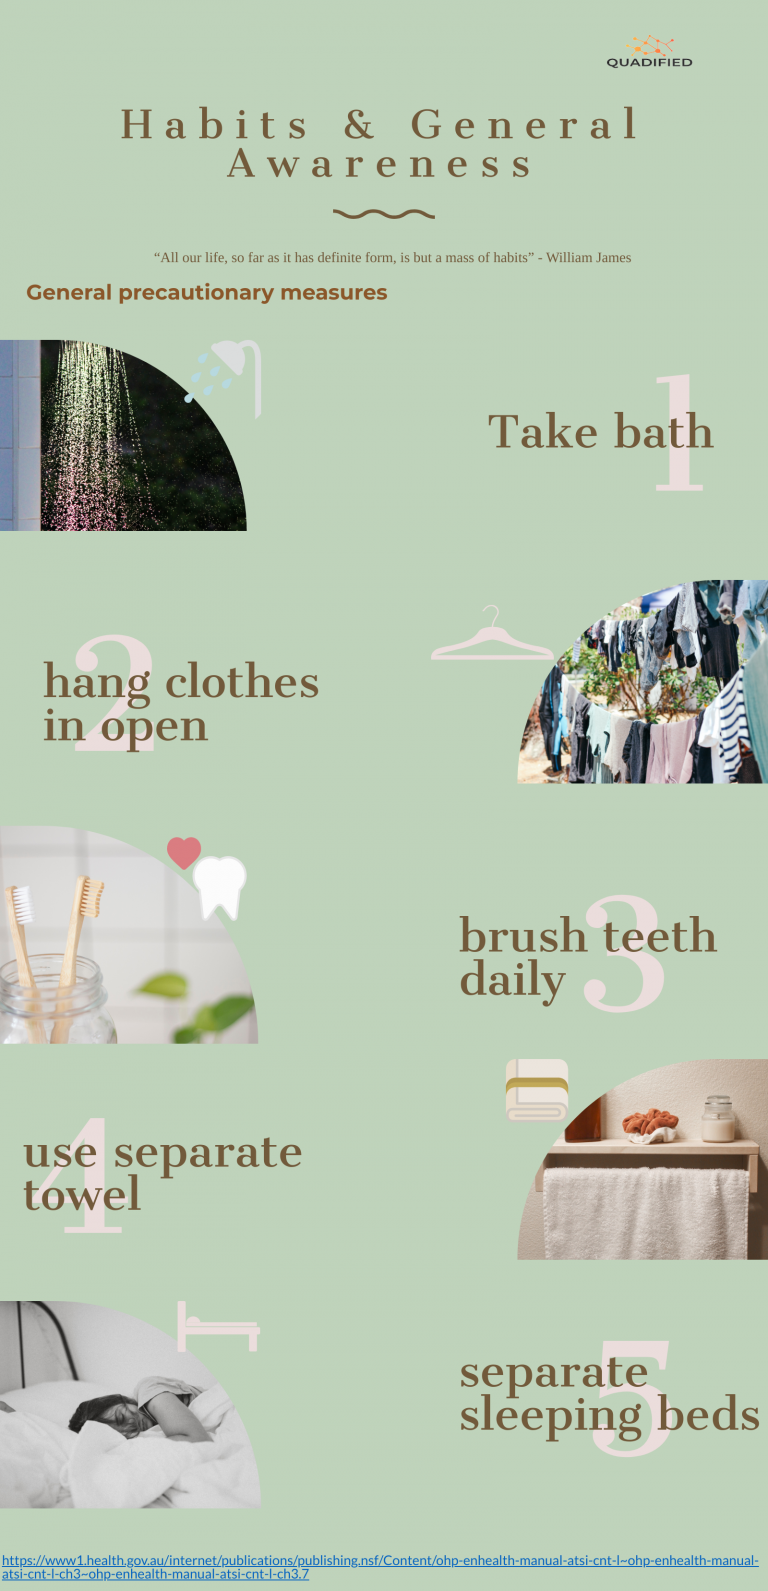 QUADIFIED
Habits & General
Awareness
“All our life, so far as it has definite form, is but a mass of habits” - William James
General precautionary measures
1
Take bath
2
hang clothes
in open
3
brush teeth
daily
4
use separate
towel
5
separate
sleeping beds
https://www1.health.gov.au/internet/publications/publishing.nsf/Content/ohp-enhealth-manual-atsi-cnt-l~ohp-enhealth-manual-
atsi-cnt-l-ch3~ohp-enhealth-manual-atsi-cnt-l-ch3.7